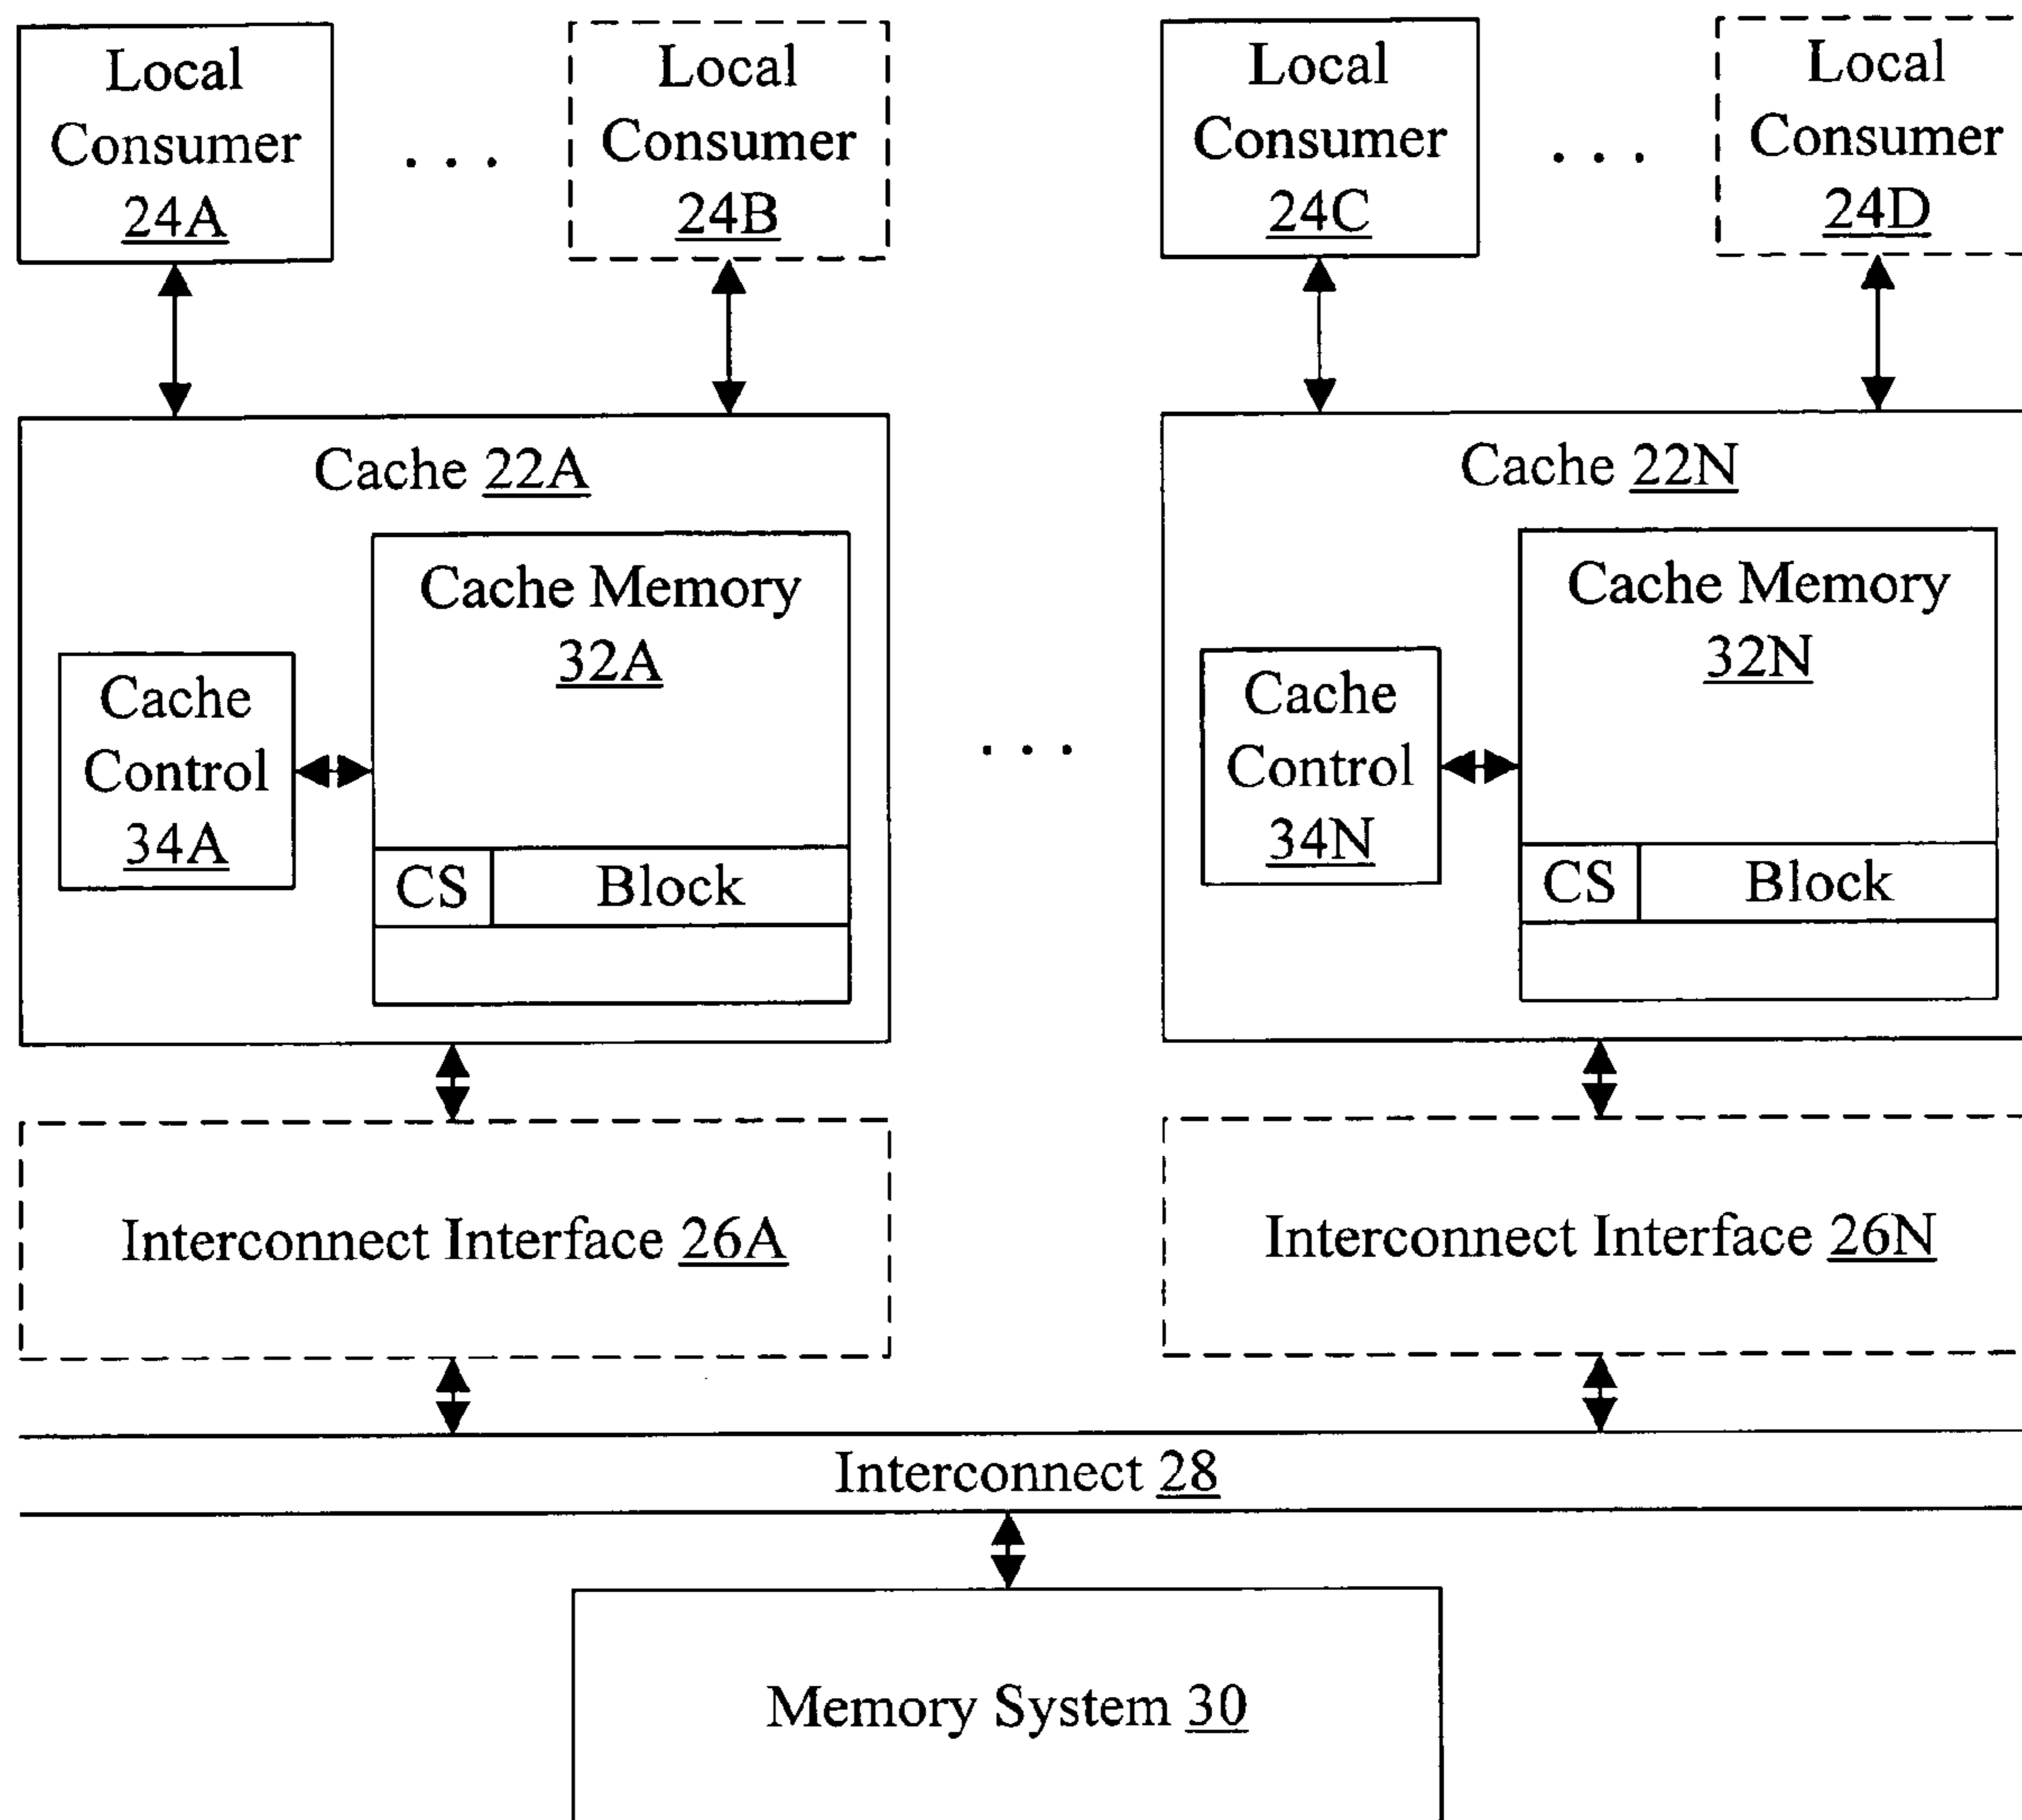 Local
Consumer
24A
. . .
Local
Consumer
24B
Local
Consumer
24C
. . .
Local
Consumer
24D
Cache 22A
Cache Memory
32A
Cache
Control
34A
CS
Block
. . .
Cache 22N
Cache Memory
32N
Cache
Control
34N
CS
Block
Interconnect Interface 26A
Interconnect Interface 26N
Interconnect 28
Memory System 30